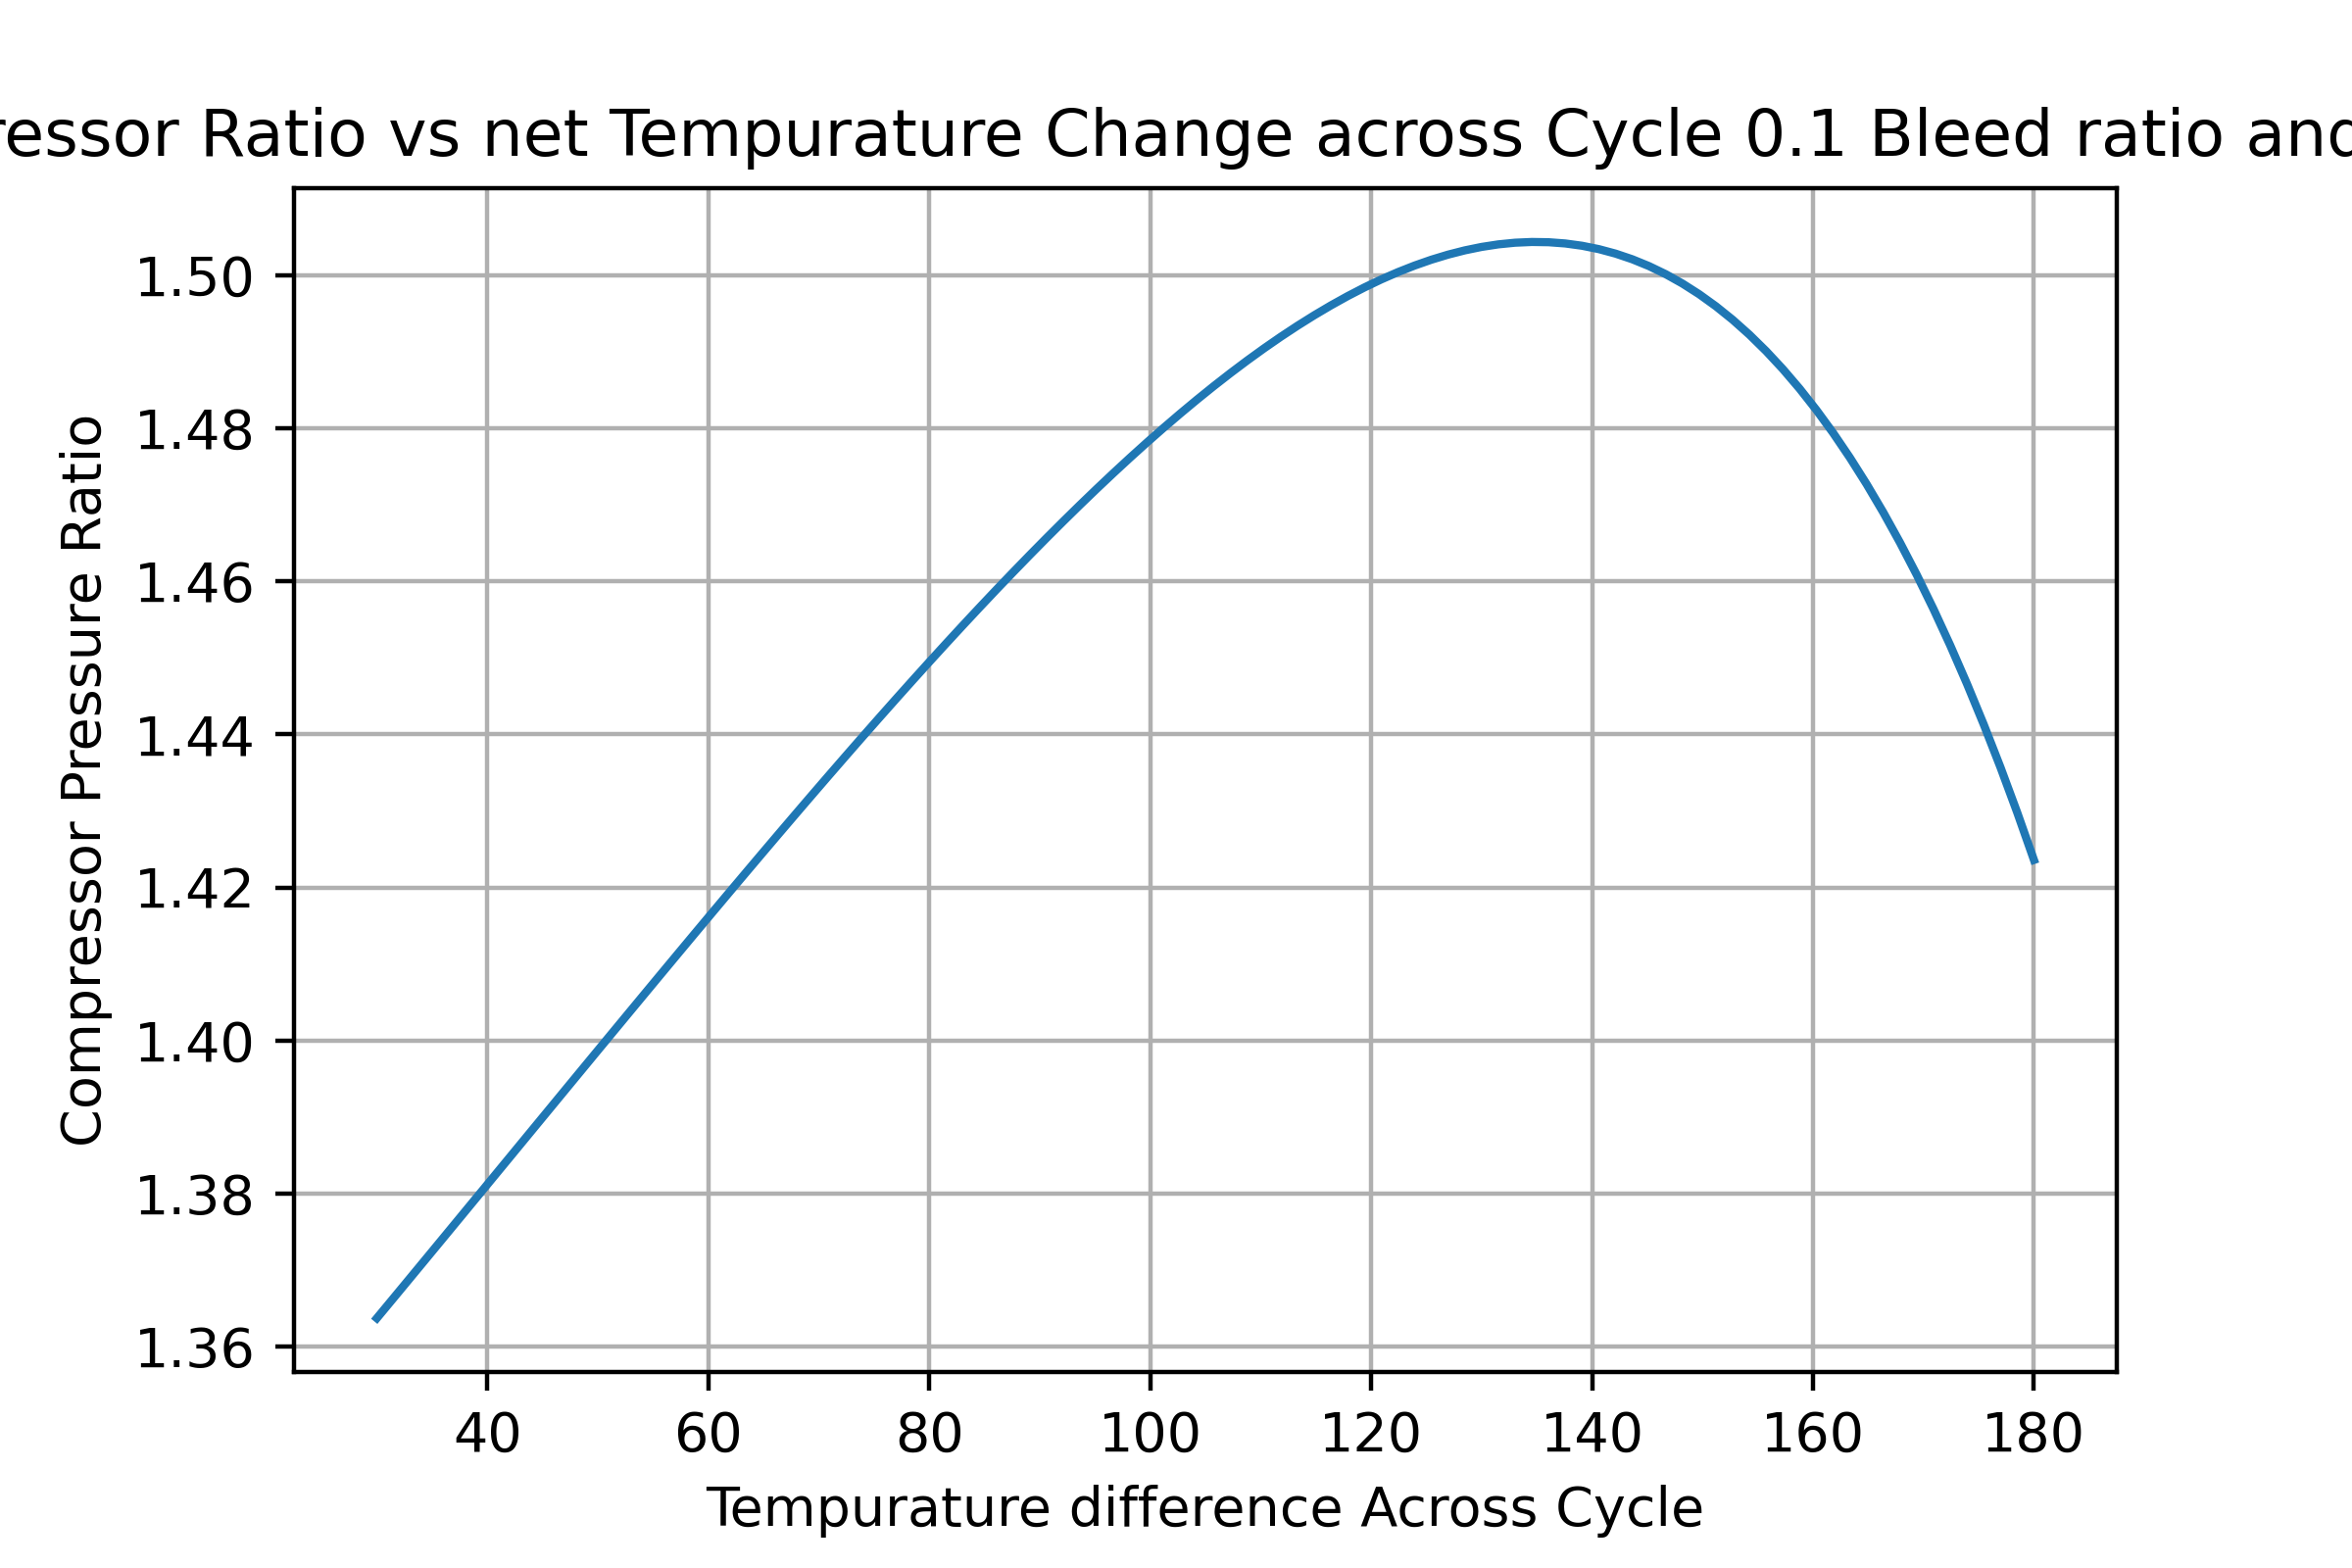 ressor Ratio vs net Tempurature Change across Cycle 0.1 Bleed ratio and
Compressor Pressure Ratio
1.50
1.48
1.46
1.44
1.42
1.40
1.38
1.36
40 60 80 100 120 140 160 180
Tempurature difference Across Cycle